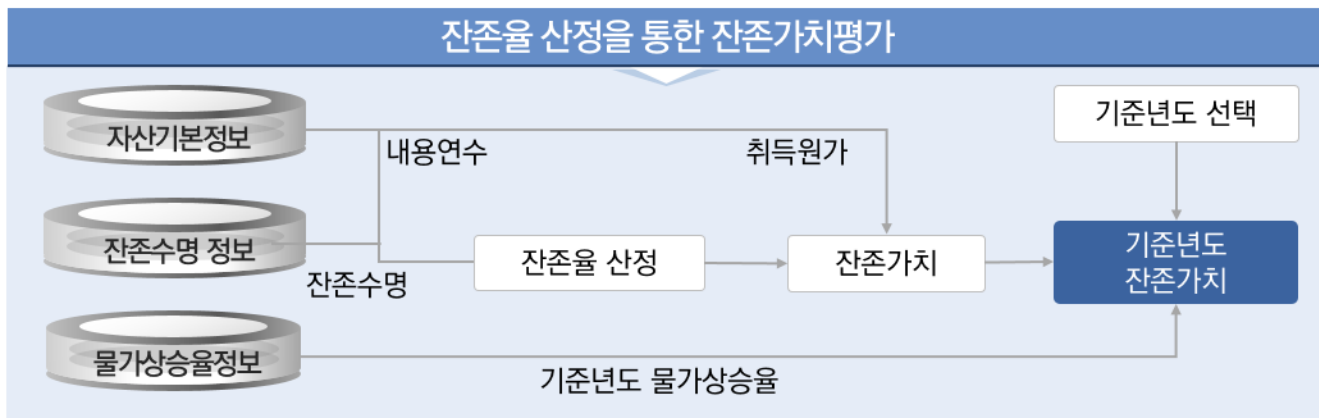 잔존율 산정을 통한 잔존가치평가
자산기본정보
내용연수
취득원가
기준년도 선택
잔존수명 정보
잔존수명
잔존율 산정
잔존가치
기준년도
잔존가치
물가상승율정보
기준년도 물가상승율